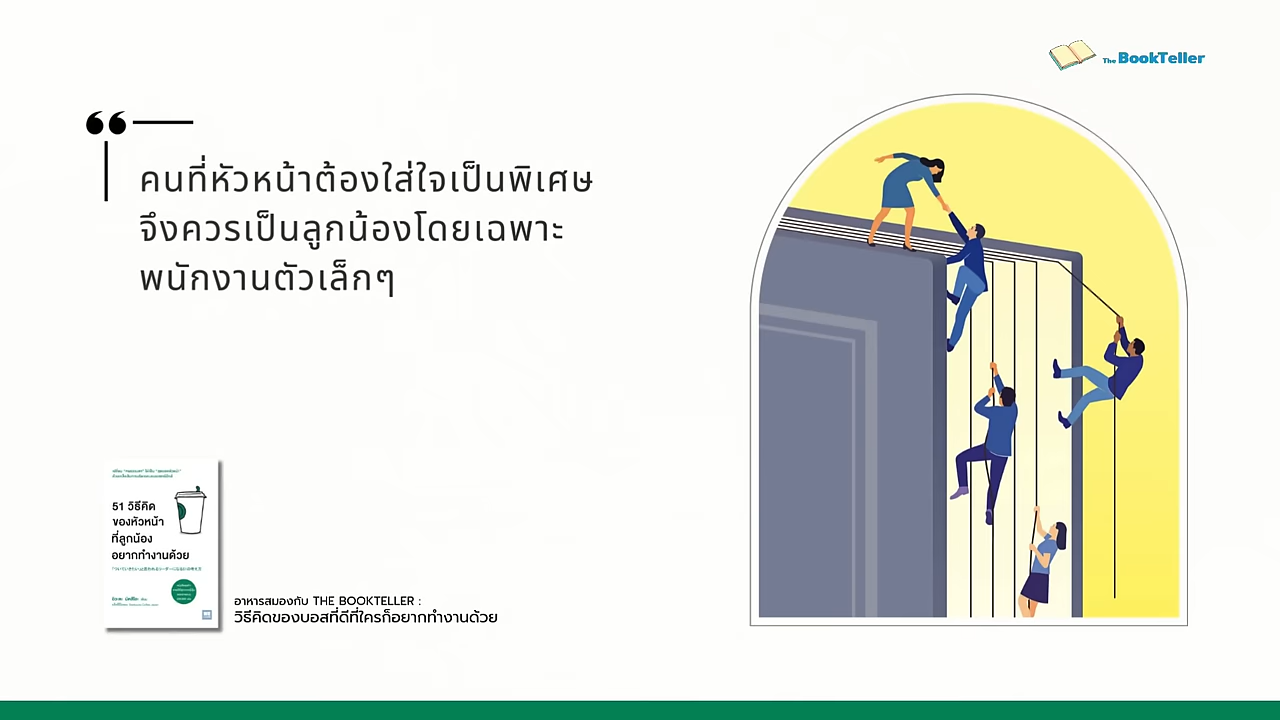 The BookTeller
คนที่หัวหน้าต้องใส่ใจเป็นพิเศษ
จึงควรเป็นลูกน้องโดยเฉพาะ
พนักงานตัวเล็กๆ
51 วิธีคิด
ของหัวหน้า
ที่ลูกน้อง
อยากทำงานด้วย
อาหารสมองกับ THE BOOKTELLER :
วิธีคิดของบอสที่ดีที่ใครก็อยากทำงานด้วย